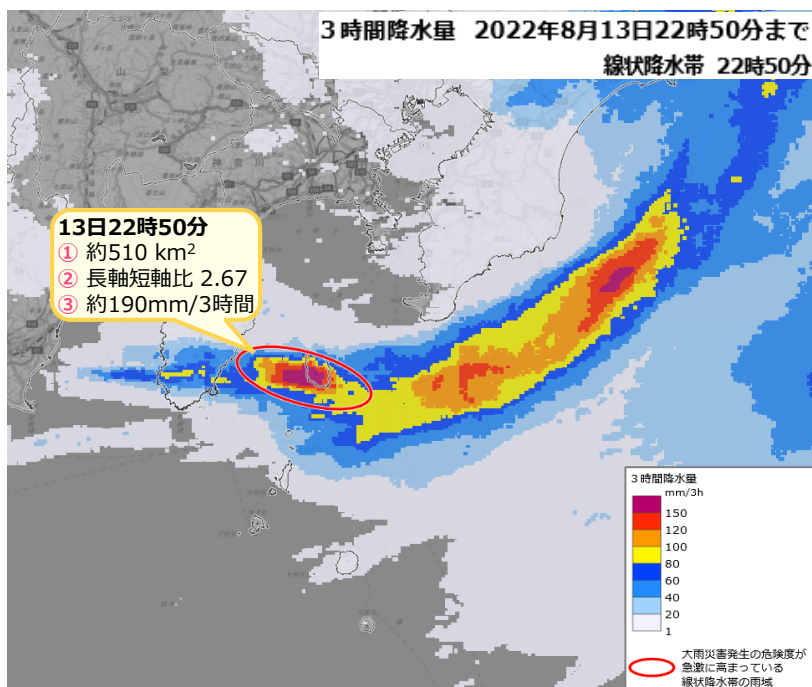 3時間降水量 2022年8月13日22時50分まで
線状降水帯 22時50分
13日22時50分
① 約510 km²
② 長軸短軸比 2.67
③ 約190mm/3時間
山 梨
神 奈 川
3時間降水量
mm/3h
150
120
100
80
60
40
20
1
大雨災害発生の危険度が
急激に高まっている
線状降水帯の雨域